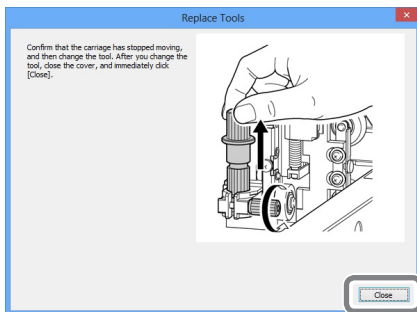 Replace Tools
Confirm that the carriage has stopped moving,
and then change the tool. After you change the
tool, close the cover, and immediately click
[Close].
Close